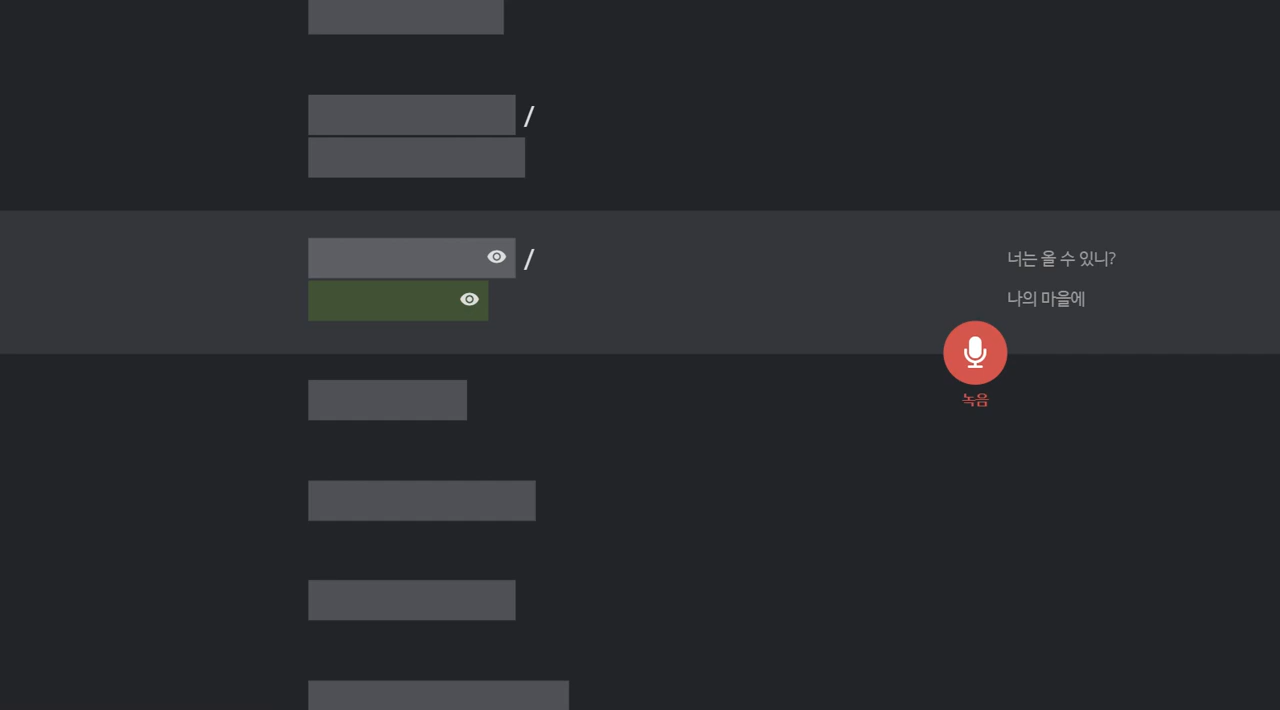 /
/
너는 올 수 있니?
나의 마을에
녹음